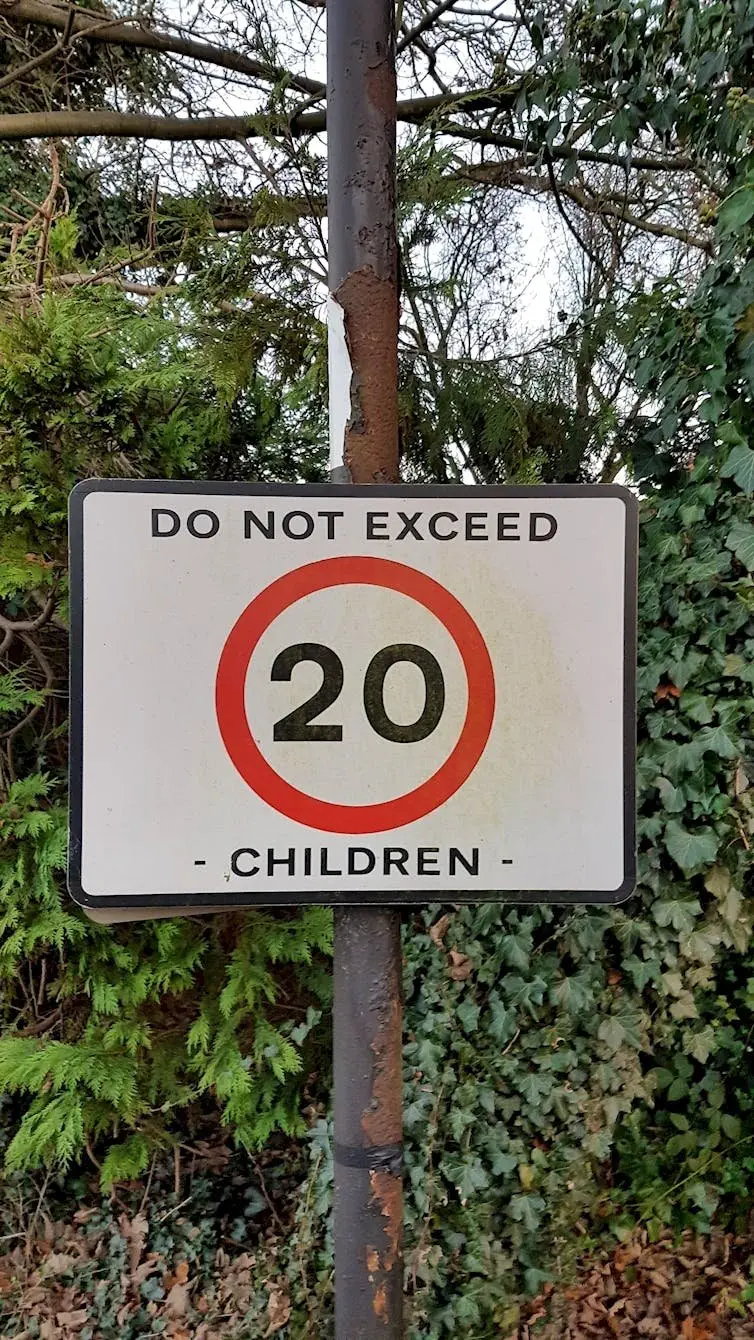 DO NOT EXCEED
20
- CHILDREN -